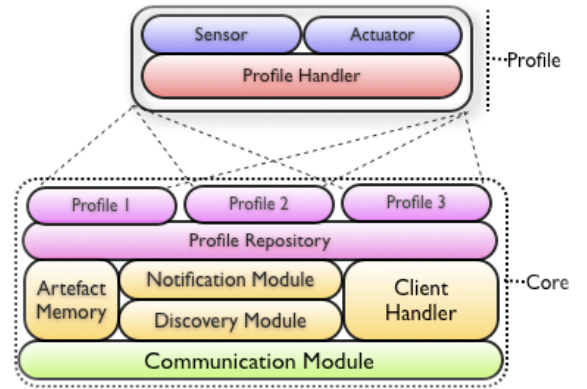 Sensor
Actuator
Profile Handler
Profile
Profile 1
Profile 2
Profile 3
Profile Repository
Artefact
Memory
Notification Module
Discovery Module
Client
Handler
Core
Communication Module